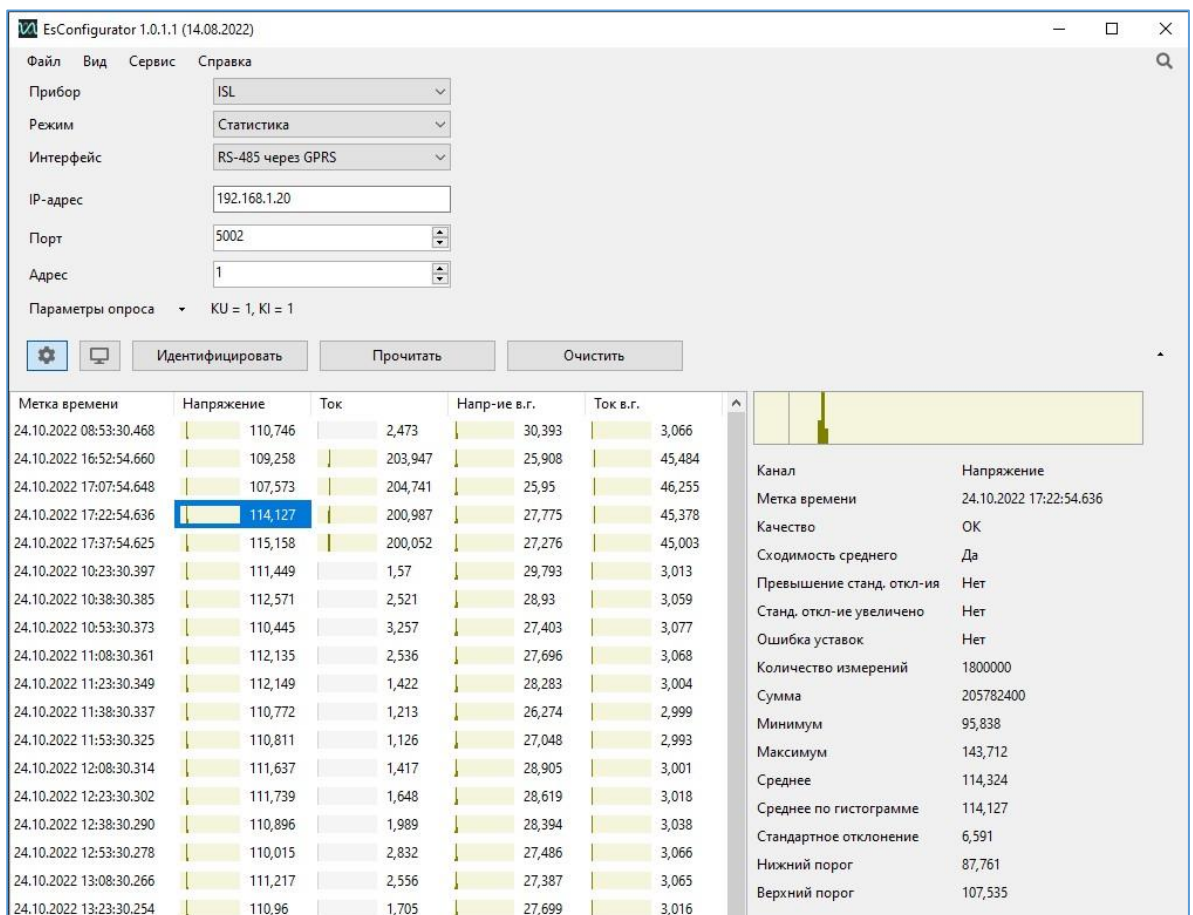 EsConfigurator 1.0.1.1 (14.08.2022)
Файл Вид Сервис Справка
Прибор ISL
Режим Статистика
Интерфейс RS-485 через GPRS
IP-адрес 192.168.1.20
Порт 5002
Адрес 1
Параметры опроса KU = 1, KI = 1
Идентифицировать Прочитать Очистить
Метка времени Напряжение Ток Напр-ие в.г. Ток в.г.
24.10.2022 08:53:30.468 110,746 2,473 30,393 3,066
24.10.2022 16:52:54.660 109,258 203,947 25,908 45,484
24.10.2022 17:07:54.648 107,573 204,741 25,95 46,255
24.10.2022 17:22:54.636 114,127 200,987 27,775 45,378
24.10.2022 17:37:54.625 115,158 200,052 27,276 45,003
24.10.2022 10:23:30.397 111,449 1,57 29,793 3,013
24.10.2022 10:38:30.385 112,571 2,521 28,93 3,059
24.10.2022 10:53:30.373 110,445 3,257 27,403 3,077
24.10.2022 11:08:30.361 112,135 2,536 27,696 3,068
24.10.2022 11:23:30.349 112,149 1,422 28,283 3,004
24.10.2022 11:38:30.337 110,772 1,213 26,274 2,999
24.10.2022 11:53:30.325 110,811 1,126 27,048 2,993
24.10.2022 12:08:30.314 111,637 1,417 28,905 3,001
24.10.2022 12:23:30.302 111,739 1,648 28,619 3,018
24.10.2022 12:38:30.290 110,896 1,989 28,394 3,038
24.10.2022 12:53:30.278 110,015 2,832 27,486 3,066
24.10.2022 13:08:30.266 111,217 2,556 27,387 3,065
24.10.2022 13:23:30.254 110,96 1,705 27,699 3,016
Канал Напряжение
Метка времени 24.10.2022 17:22:54.636
Качество ОК
Сходимость среднего Да
Превышение станд. откл-ия Нет
Станд. откл-ие увеличено Нет
Ошибка уставок Нет
Количество измерений 1800000
Сумма 205782400
Минимум 95,838
Максимум 143,712
Среднее 114,324
Среднее по гистограмме 114,127
Стандартное отклонение 6,591
Нижний порог 87,761
Верхний порог 107,535